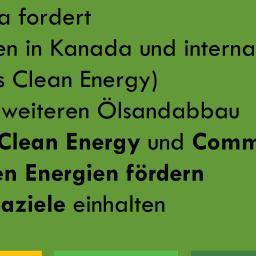 a fordert
en in Kanada und interna
s Clean Energy)
weiteren Ölsandabbau
Clean Energy und Comm
en Energien fördern
aziele einhalten